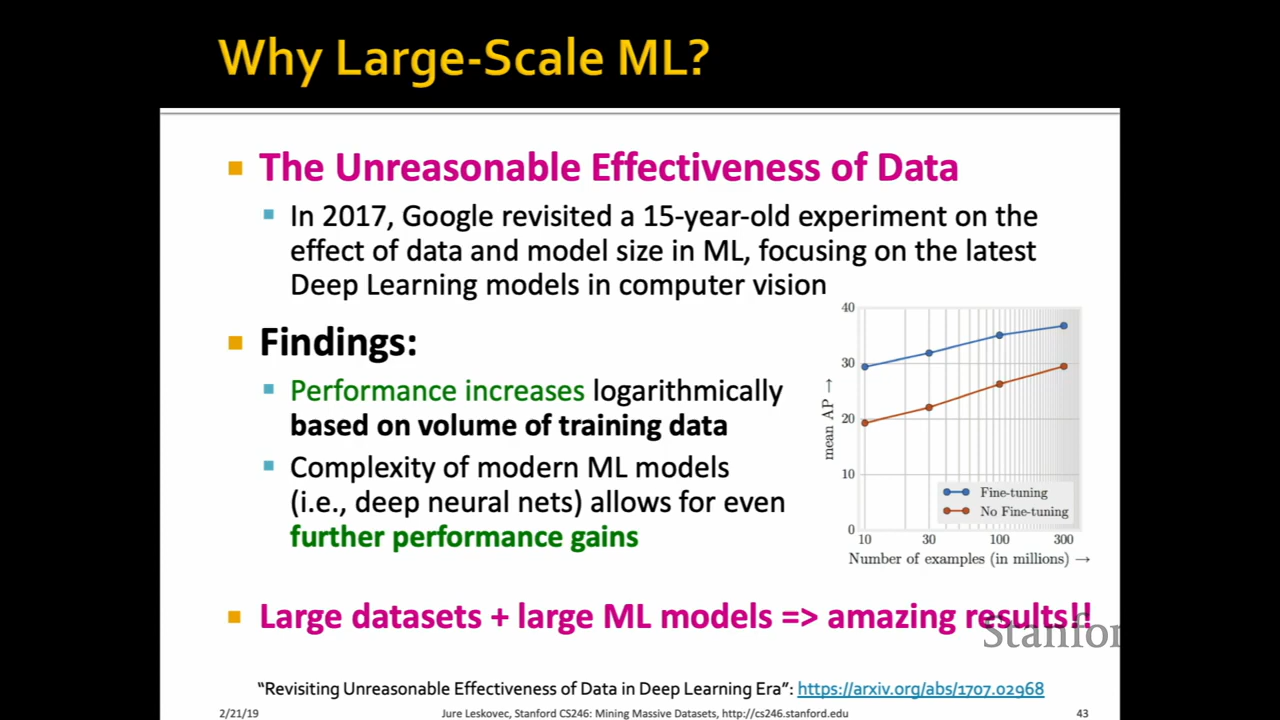 Why Large-Scale ML?
The Unreasonable Effectiveness of Data
In 2017, Google revisited a 15-year-old experiment on the
effect of data and model size in ML, focusing on the latest
Deep Learning models in computer vision
Findings:
Performance increases logarithmically
based on volume of training data
Complexity of modern ML models
(i.e., deep neural nets) allows for even
further performance gains
40
30
20
10
0
mean AP →
Fine-tuning
No Fine-tuning
10 30 100 300
Number of examples (in millions) →
Large datasets + large ML models => amazing results!!
Stanfor
"Revisiting Unreasonable Effectiveness of Data in Deep Learning Era": https://arxiv.org/abs/1707.02968
2/21/19 Jure Leskovec, Stanford CS246: Mining Massive Datasets, http://cs246.stanford.edu 43